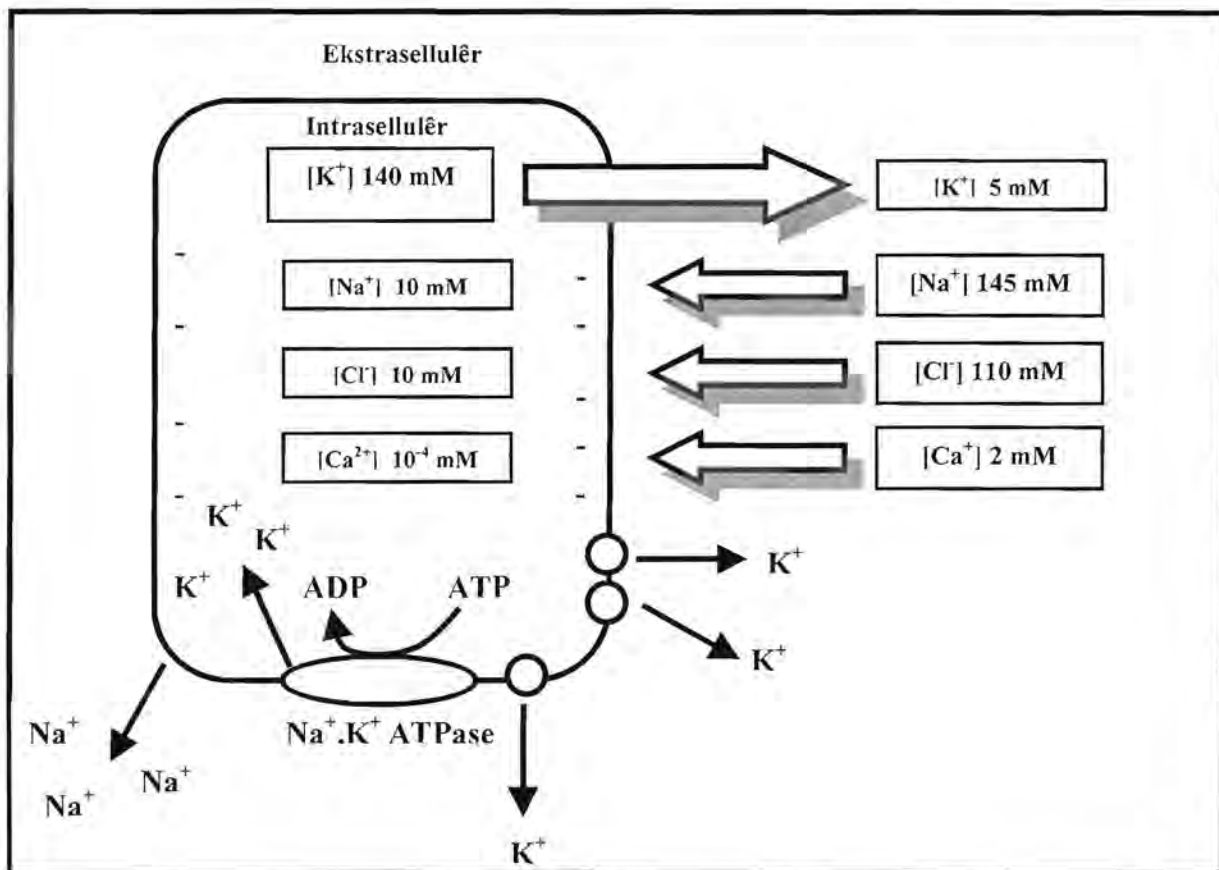 Ekstrasellulêr
Intrasellulêr
[K⁺] 140 mM
[K⁺] 5 mM
[Na⁺] 10 mM
[Na⁺] 145 mM
[Cl⁻] 10 mM
[Cl⁻] 110 mM
[Ca²⁺] 10⁻⁴ mM
[Ca⁺] 2 mM
K⁺
K⁺
K⁺
ADP
ATP
K⁺
K⁺
Na⁺.K⁺ ATPase
Na⁺
Na⁺
Na⁺
K⁺